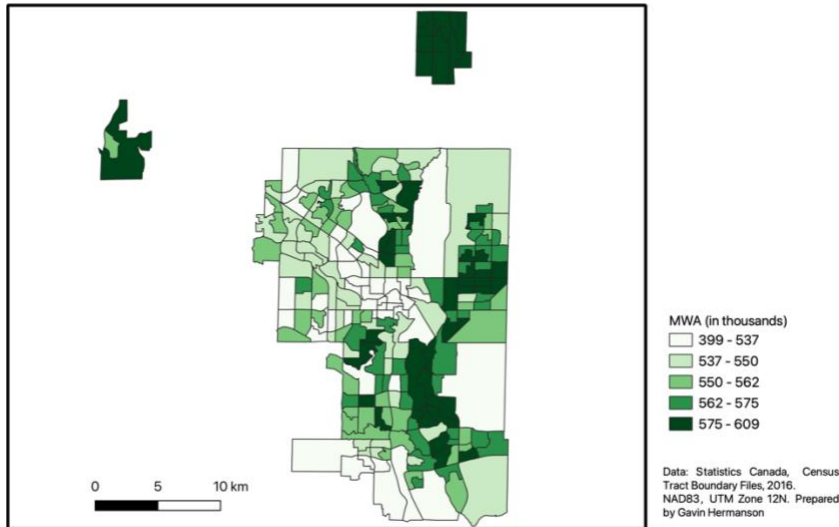 MWA (in thousands)
399 - 537
537 - 550
550 - 562
562 - 575
575 - 609
0 5 10 km
Data: Statistics Canada, Census
Tract Boundary Files, 2016.
NAD83, UTM Zone 12N. Prepared
by Gavin Hermanson